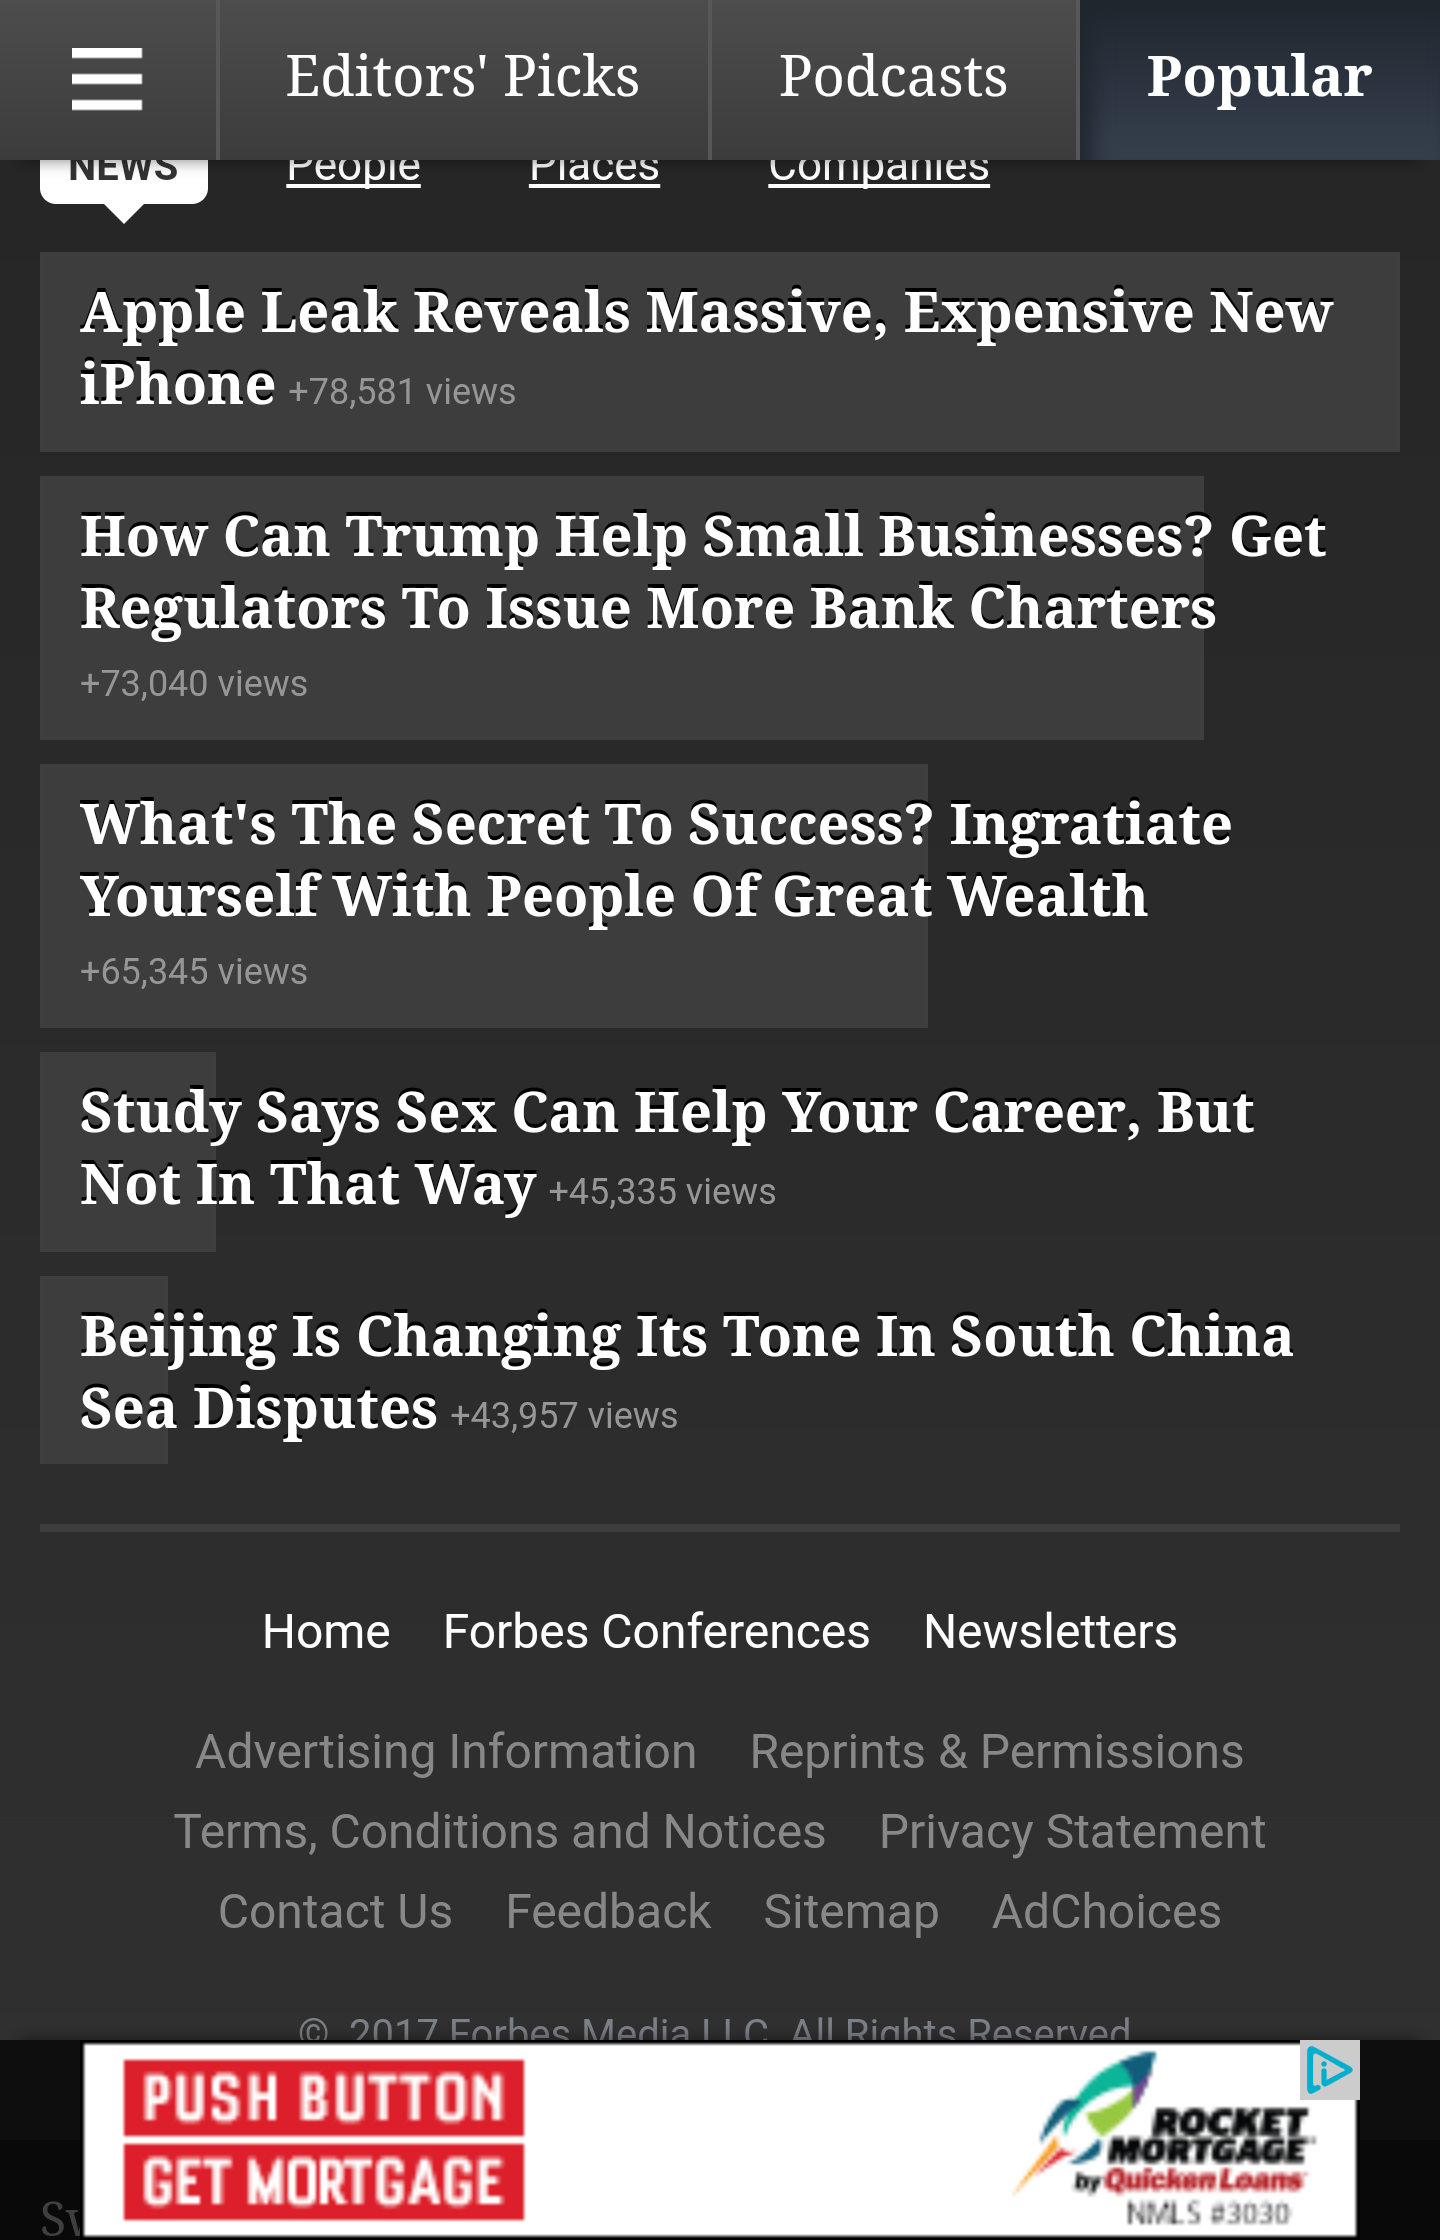 Editors' Picks Podcasts Popular
NEWS People Places Companies
Apple Leak Reveals Massive, Expensive New
iPhone +78,581 views
How Can Trump Help Small Businesses? Get
Regulators To Issue More Bank Charters
+73,040 views
What's The Secret To Success? Ingratiate
Yourself With People Of Great Wealth
+65,345 views
Study Says Sex Can Help Your Career, But
Not In That Way +45,335 views
Beijing Is Changing Its Tone In South China
Sea Disputes +43,957 views
Home Forbes Conferences Newsletters
Advertising Information Reprints & Permissions
Terms, Conditions and Notices Privacy Statement
Contact Us Feedback Sitemap AdChoices
© 2017 Forbes Media LLC. All Rights Reserved
PUSH BUTTON
GET MORTGAGE
ROCKET
MORTGAGE
by Quicken Loans
NMLS #3030